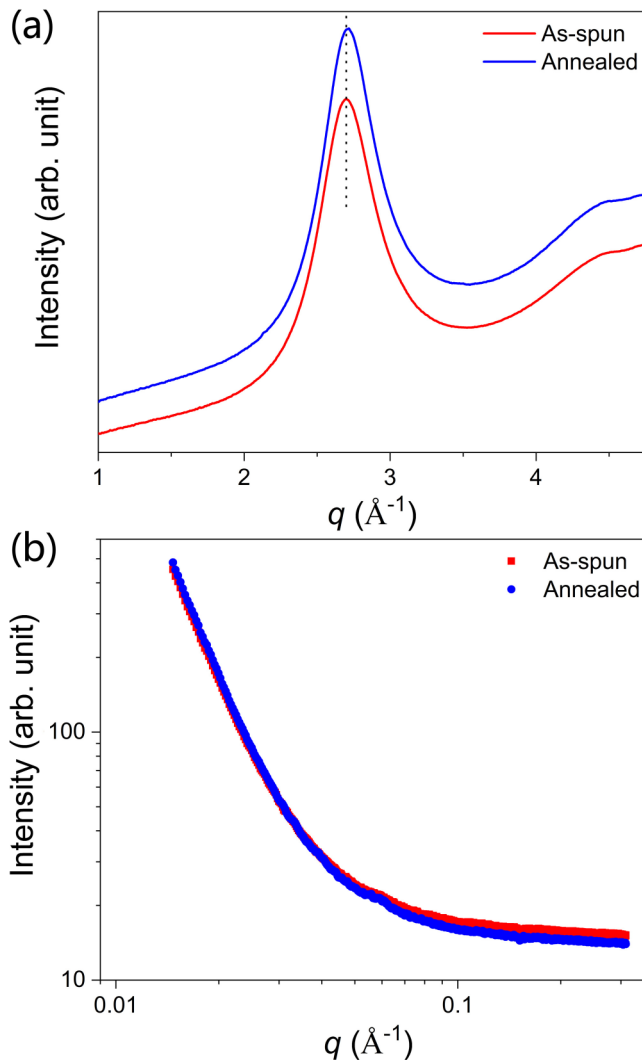 (a)
As-spun
Annealed
Intensity (arb. unit)
1 2 3 4
q (Å⁻¹)
(b)
As-spun
Annealed
Intensity (arb. unit)
100
10
0.01 0.1
q (Å⁻¹)